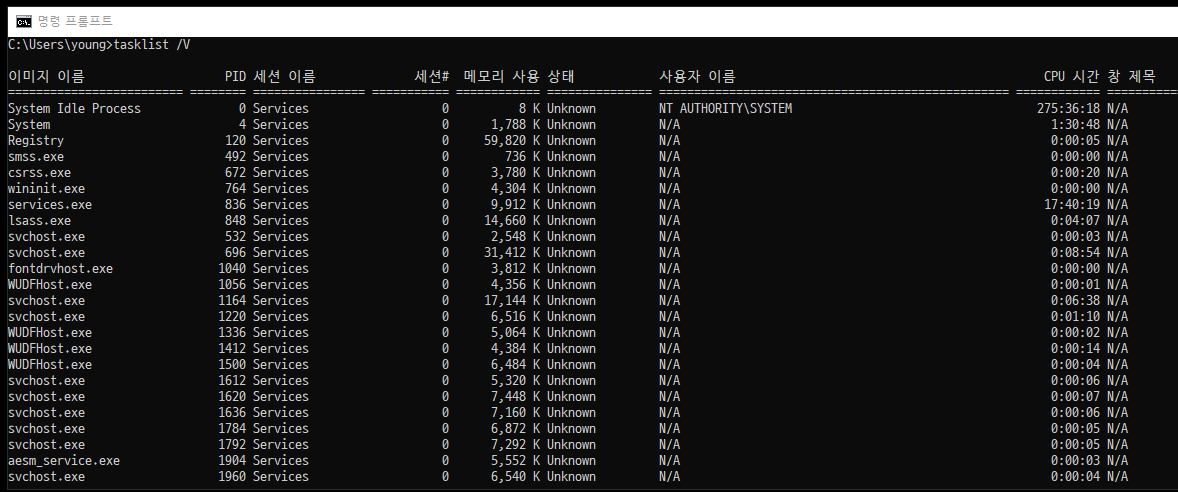 명령 프롬프트
C:\Users\young>tasklist /V
이미지 이름                    PID 세션 이름              세션#  메모리 사용 상태            사용자 이름                                              CPU 시간 창 제목
========================= ======== ================ =========== ============ =============== ================================================== ============ ==========
System Idle Process              0 Services                   0          8 K Unknown         NT AUTHORITY\SYSTEM                                   275:36:18 N/A
System                           4 Services                   0      1,788 K Unknown         N/A                                                     1:30:48 N/A
Registry                       120 Services                   0     59,820 K Unknown         N/A                                                     0:00:05 N/A
smss.exe                       492 Services                   0        736 K Unknown         N/A                                                     0:00:00 N/A
csrss.exe                      672 Services                   0      3,780 K Unknown         N/A                                                     0:00:20 N/A
wininit.exe                    764 Services                   0      4,304 K Unknown         N/A                                                     0:00:00 N/A
services.exe                   836 Services                   0      9,912 K Unknown         N/A                                                    17:40:19 N/A
lsass.exe                      848 Services                   0     14,660 K Unknown         N/A                                                     0:04:07 N/A
svchost.exe                    532 Services                   0      2,548 K Unknown         N/A                                                     0:00:03 N/A
svchost.exe                    696 Services                   0     31,412 K Unknown         N/A                                                     0:08:54 N/A
fontdrvhost.exe               1040 Services                   0      3,812 K Unknown         N/A                                                     0:00:00 N/A
WUDFHost.exe                  1056 Services                   0      4,356 K Unknown         N/A                                                     0:00:01 N/A
svchost.exe                   1164 Services                   0     17,144 K Unknown         N/A                                                     0:06:38 N/A
svchost.exe                   1220 Services                   0      6,516 K Unknown         N/A                                                     0:01:10 N/A
WUDFHost.exe                  1336 Services                   0      5,064 K Unknown         N/A                                                     0:00:02 N/A
WUDFHost.exe                  1412 Services                   0      4,384 K Unknown         N/A                                                     0:00:14 N/A
WUDFHost.exe                  1500 Services                   0      6,484 K Unknown         N/A                                                     0:00:04 N/A
svchost.exe                   1612 Services                   0      5,320 K Unknown         N/A                                                     0:00:06 N/A
svchost.exe                   1620 Services                   0      7,448 K Unknown         N/A                                                     0:00:07 N/A
svchost.exe                   1636 Services                   0      7,160 K Unknown         N/A                                                     0:00:06 N/A
svchost.exe                   1784 Services                   0      6,872 K Unknown         N/A                                                     0:00:05 N/A
svchost.exe                   1792 Services                   0      7,292 K Unknown         N/A                                                     0:00:05 N/A
aesm_service.exe              1904 Services                   0      5,552 K Unknown         N/A                                                     0:00:03 N/A
svchost.exe                   1960 Services                   0      6,540 K Unknown         N/A                                                     0:00:04 N/A